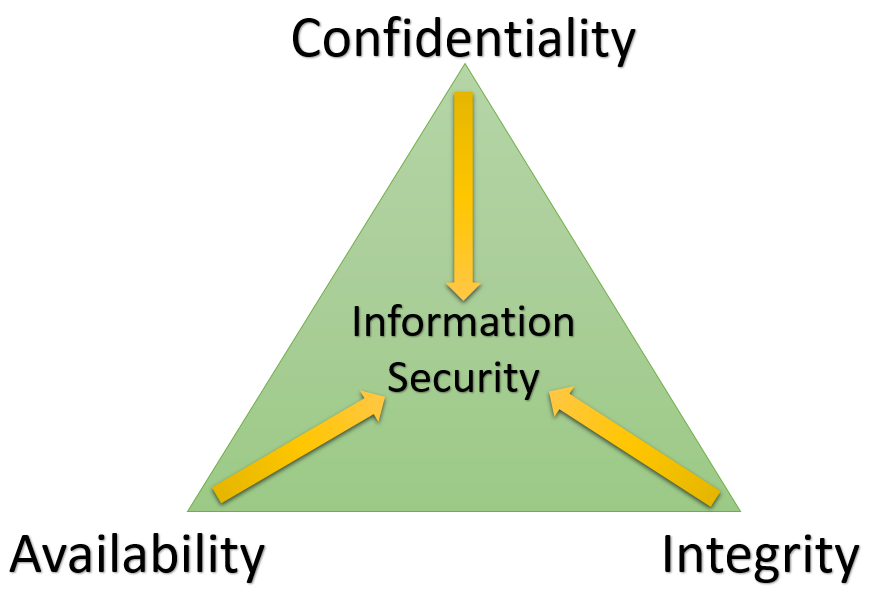 Confidentiality
Information
Security
Availability
Integrity